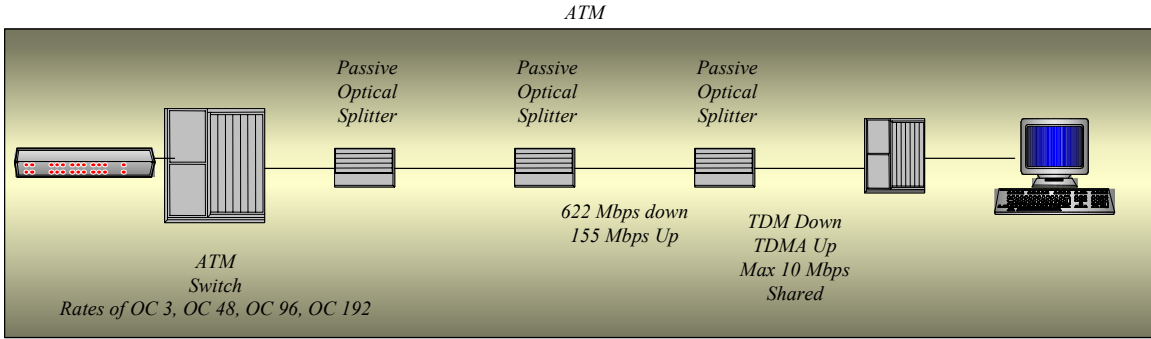 ATM
Passive
Optical
Splitter
Passive
Optical
Splitter
Passive
Optical
Splitter
622 Mbps down
155 Mbps Up
TDM Down
TDMA Up
Max 10 Mbps
Shared
ATM
Switch
Rates of OC 3, OC 48, OC 96, OC 192